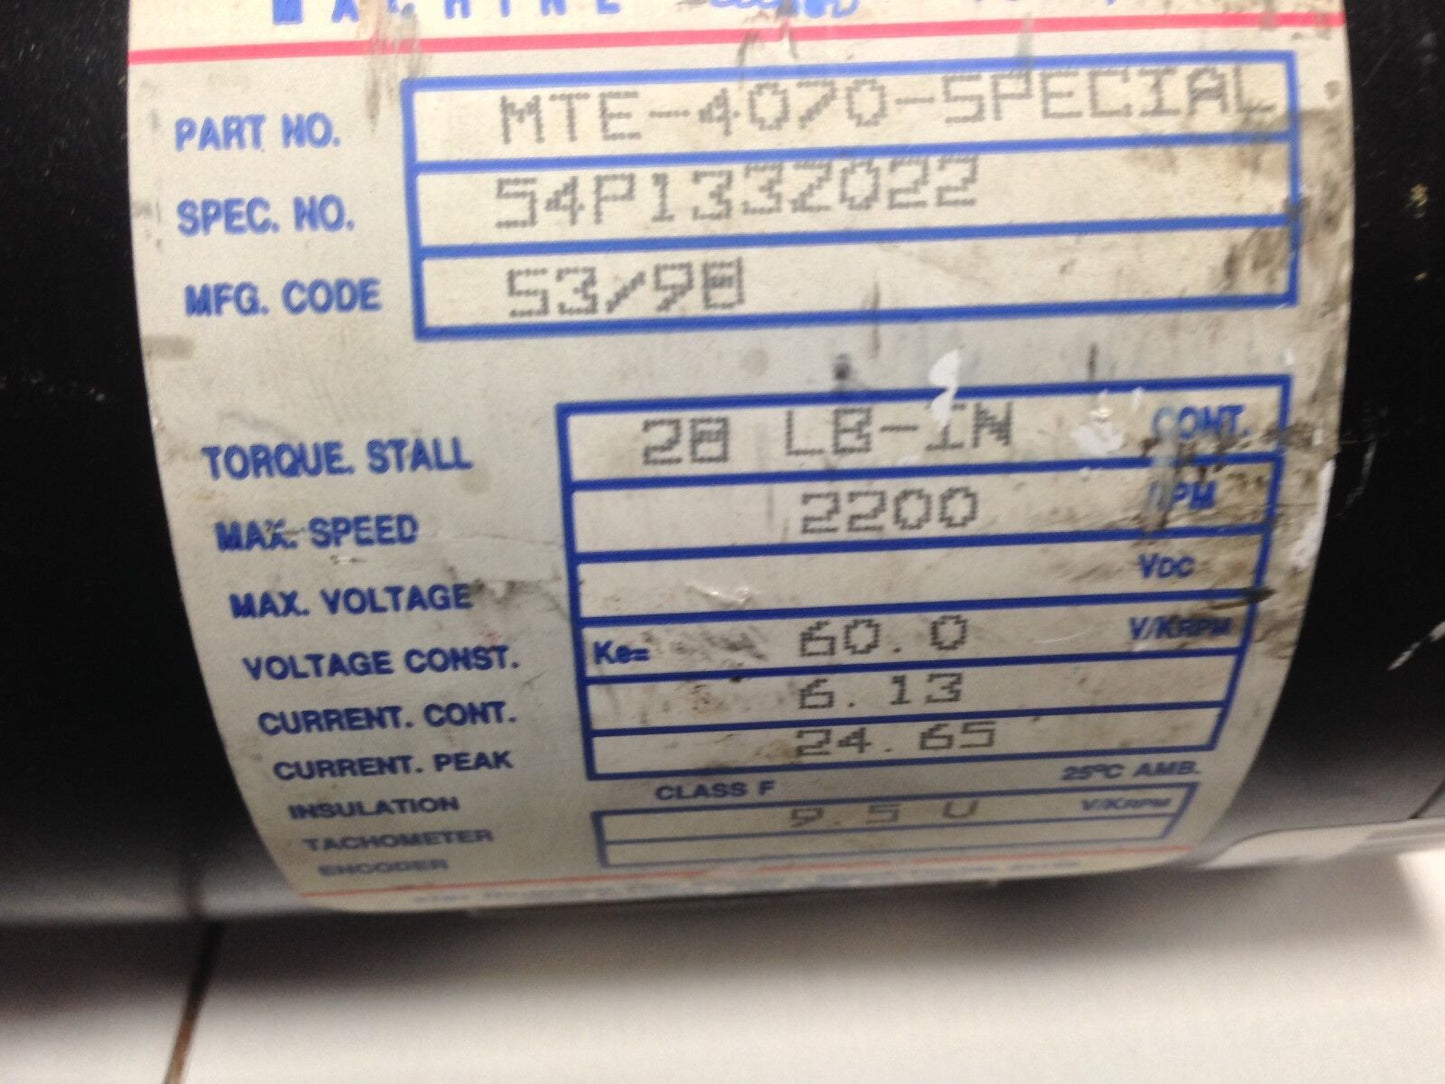 MACHINE
PART NO. MTE-4070-SPECIAL
SPEC. NO. S4P1332022
MFG. CODE 53/98
TORQUE. STALL 28 LB-IN CONT.
MAX. SPEED 2200 RPM
MAX. VOLTAGE VDC
VOLTAGE CONST. Ke= 60.0 V/KRPM
CURRENT. CONT. 6.13
CURRENT. PEAK 24.65
INSULATION CLASS F 25°C AMB.
TACHOMETER 9.5 V V/KRPM
ENCODER